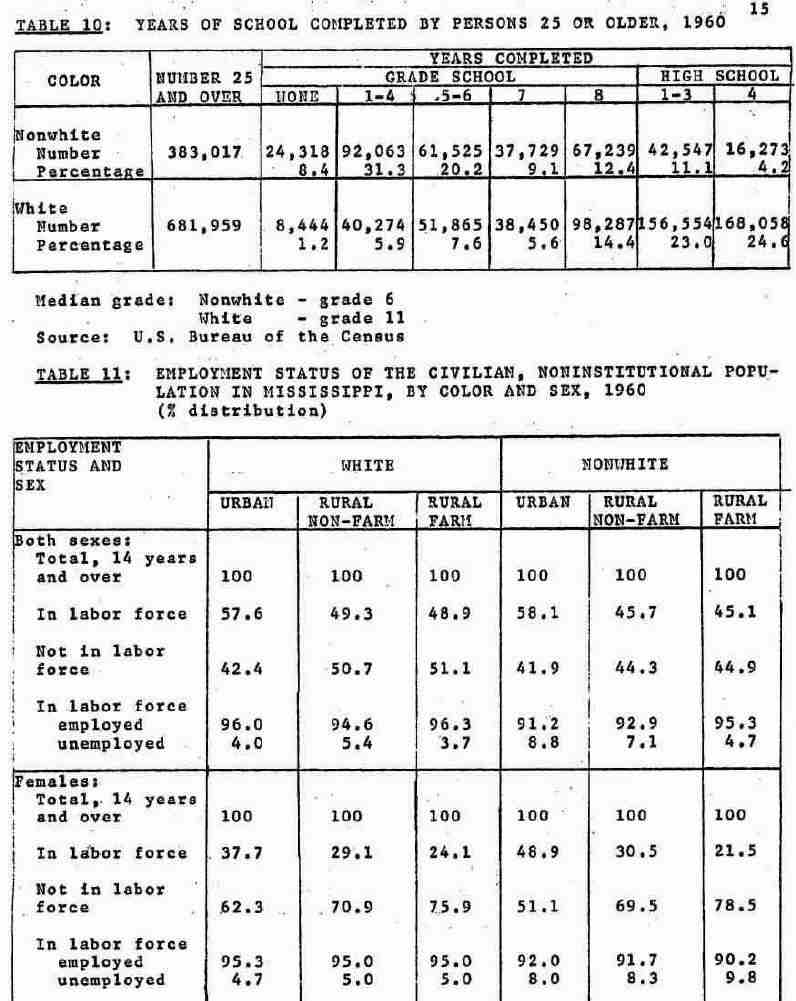 15
TABLE 10: YEARS OF SCHOOL COMPLETED BY PERSONS 25 OR OLDER, 1960
YEARS COMPLETED
COLOR NUMBER 25 GRADE SCHOOL HIGH SCHOOL
AND OVER NONE 1-4 5-6 7 8 1-3 4
Nonwhite
Number 383,017 24,318 92,063 61,525 37,729 67,239 42,547 16,273
Percentage 8.4 31.3 20.2 9.1 12.4 11.1 4.2
White
Number 681,959 8,444 40,274 51,865 38,450 98,287 156,554 168,058
Percentage 1.2 5.9 7.6 5.6 14.4 23.0 24.6
Median grade: Nonwhite - grade 6
White - grade 11
Source: U.S. Bureau of the Census
TABLE 11: EMPLOYMENT STATUS OF THE CIVILIAN, NONINSTITUTIONAL POPU-
LATION IN MISSISSIPPI, BY COLOR AND SEX, 1960
(% distribution)
EMPLOYMENT
STATUS AND WHITE NONWHITE
SEX
URBAN RURAL RURAL URBAN RURAL RURAL
NON-FARM FARM NON-FARM FARM
Both sexes:
Total, 14 years
and over 100 100 100 100 100 100
In labor force 57.6 49.3 48.9 58.1 45.7 45.1
Not in labor
force 42.4 50.7 51.1 41.9 44.3 44.9
In labor force
employed 96.0 94.6 96.3 91.2 92.9 95.3
unemployed 4.0 5.4 3.7 8.8 7.1 4.7
Females:
Total, 14 years
and over 100 100 100 100 100 100
In labor force 37.7 29.1 24.1 48.9 30.5 21.5
Not in labor
force 62.3 70.9 75.9 51.1 69.5 78.5
In labor force
employed 95.3 95.0 95.0 92.0 91.7 90.2
unemployed 4.7 5.0 5.0 8.0 8.3 9.8